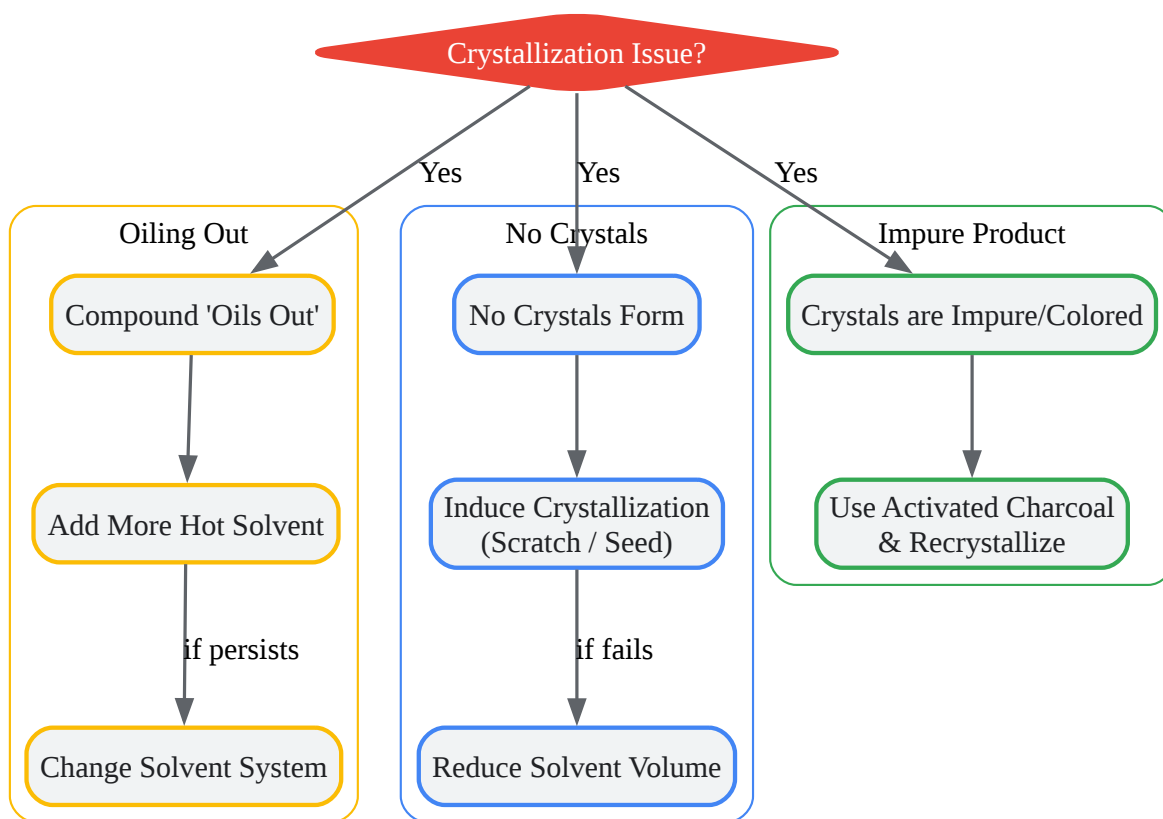 Crystallization Issue?
Yes
Yes
Yes
Oiling Out
No Crystals
Impure Product
Compound 'Oils Out'
No Crystals Form
Crystals are Impure/Colored
Add More Hot Solvent
Induce Crystallization
(Scratch / Seed)
Use Activated Charcoal
& Recrystallize
if persists
if fails
Change Solvent System
Reduce Solvent Volume